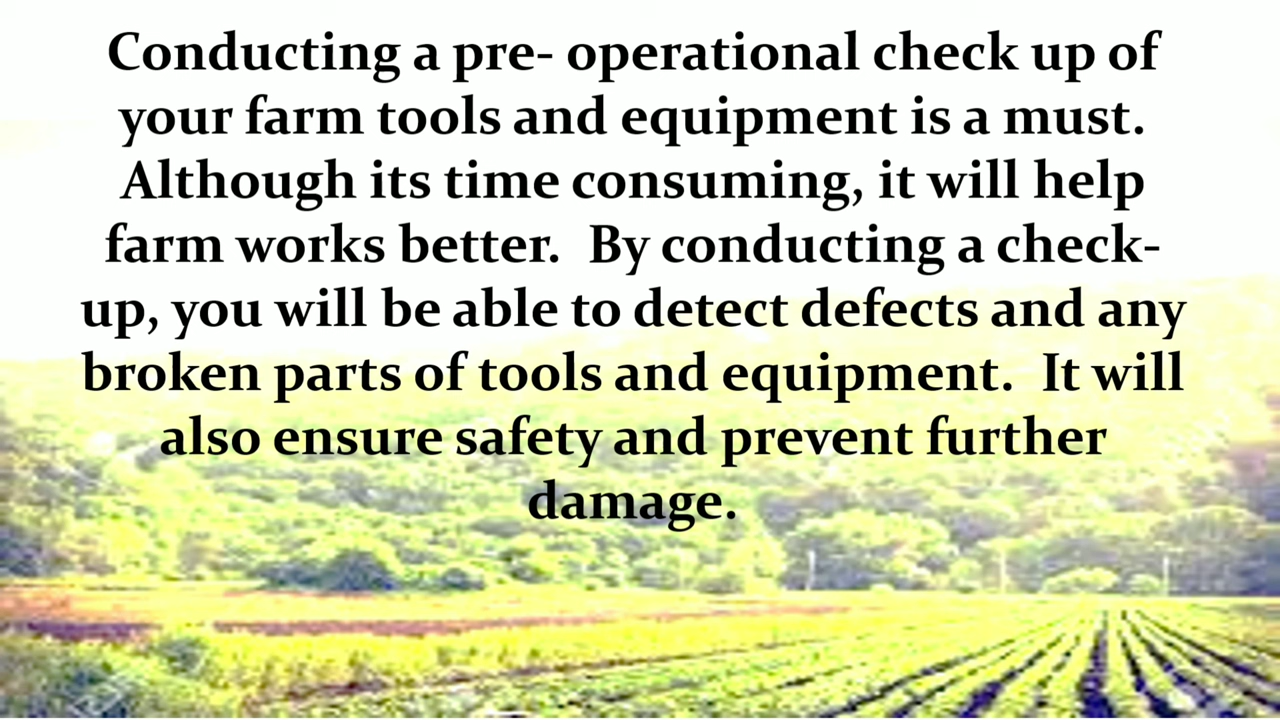 Conducting a pre- operational check up of
your farm tools and equipment is a must.
Although its time consuming, it will help
farm works better.  By conducting a check-
up, you will be able to detect defects and any
broken parts of tools and equipment.  It will
also ensure safety and prevent further
damage.